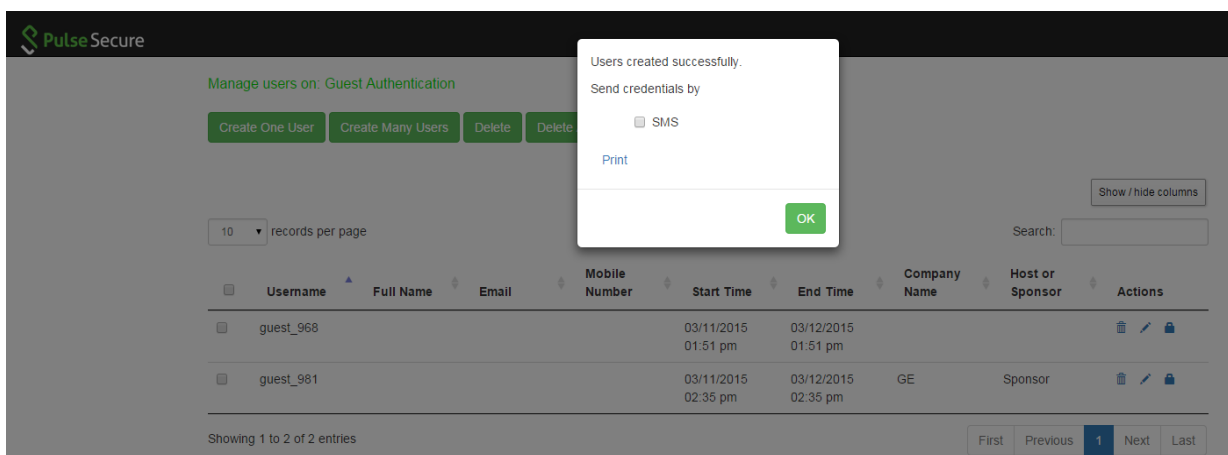 Pulse Secure
Users created successfully.
Send credentials by
SMS
Print
OK
Manage users on: Guest Authentication
Create One User Create Many Users Delete Delete
Show / hide columns
10 records per page
Search:
Username Full Name Email Mobile Number Start Time End Time Company Name Host or Sponsor Actions
guest_968 03/11/2015 03/12/2015
01:51 pm 01:51 pm
guest_981 03/11/2015 03/12/2015 GE Sponsor
02:35 pm 02:35 pm
Showing 1 to 2 of 2 entries
First Previous 1 Next Last